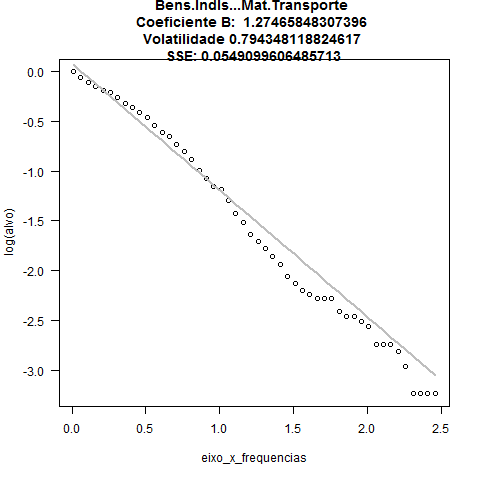 Bens.Indis...Mat.Transporte
Coeficiente B:  1.27465848307396
Volatilidade 0.794348118824617
SSE: 0.0549099606485713
log(alvo)
0.0
-0.5
-1.0
-1.5
-2.0
-2.5
-3.0
0.0 0.5 1.0 1.5 2.0 2.5
eixo_x_frequencias